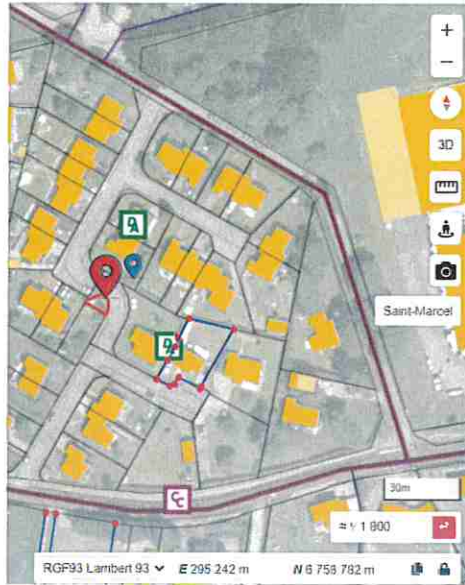 +
−
3D
Saint-Marcel
30m
≈ 1/ 1 800
RGF93 Lambert 93 E 295 242 m N 6 758 782 m